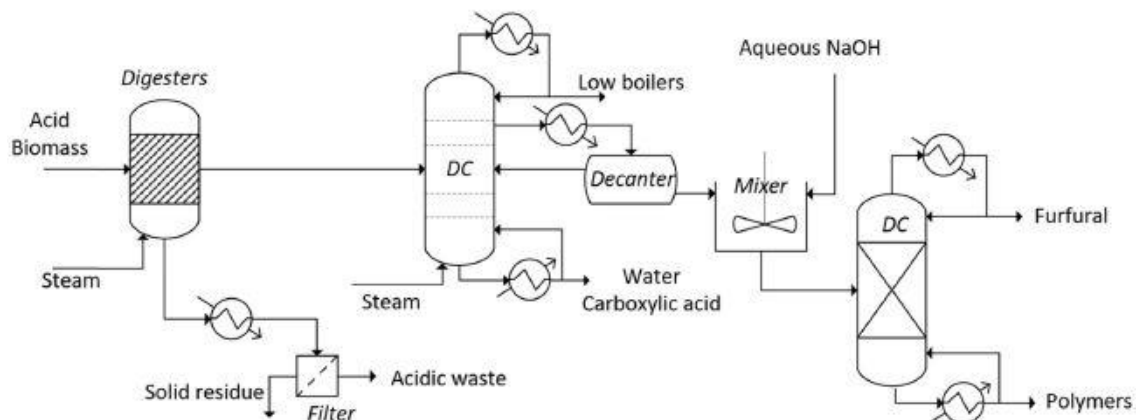 Digesters
Acid
Biomass
Steam
Solid residue
Filter
Acidic waste
DC
Steam
Low boilers
Decanter
Water
Carboxylic acid
Aqueous NaOH
Mixer
DC
Furfural
Polymers